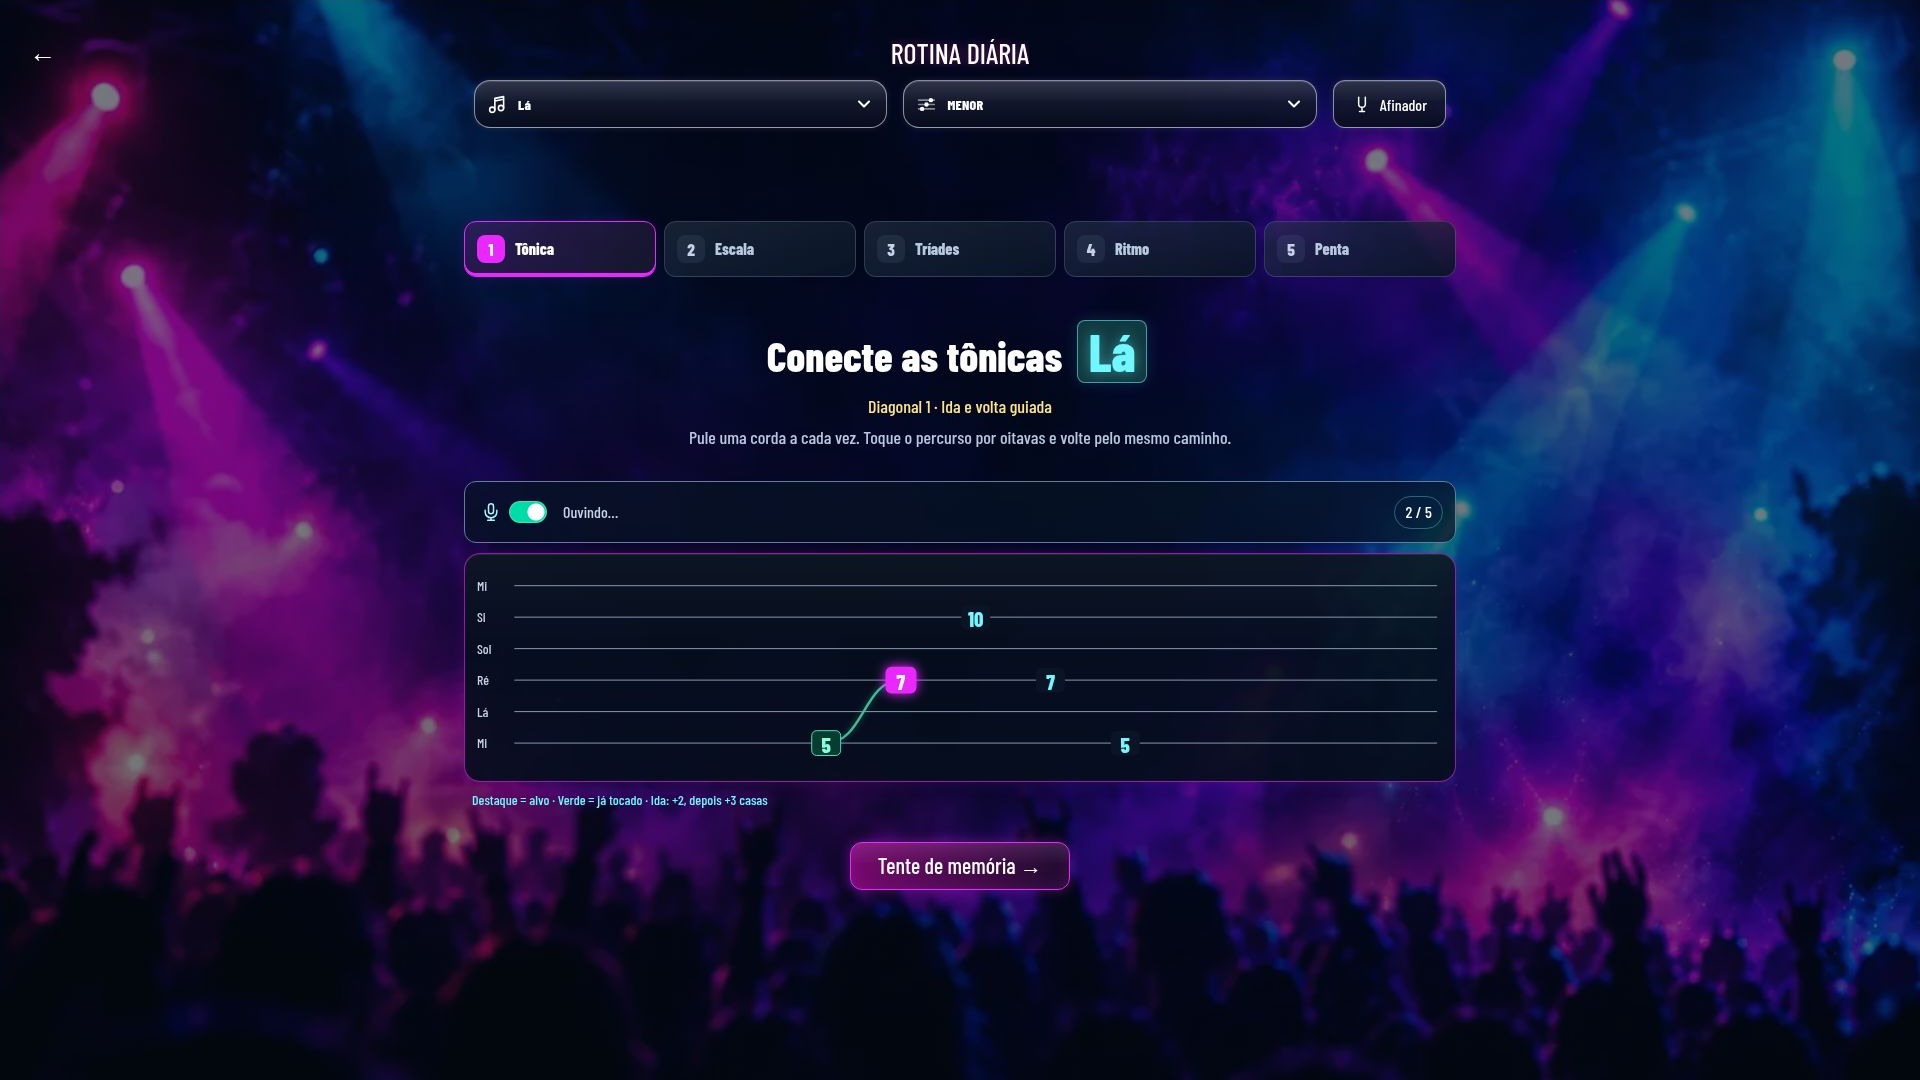 ←
ROTINA DIÁRIA
Lá
MENOR
Afinador
1 Tônica
2 Escala
3 Tríades
4 Ritmo
5 Penta
Conecte as tônicas Lá
Diagonal 1 · Ida e volta guiada
Pule uma corda a cada vez. Toque o percurso por oitavas e volte pelo mesmo caminho.
Ouvindo...
2 / 5
Mi
Si 10
Sol
Ré 7 7
Lá
Mi 5 5
Destaque = alvo · Verde = já tocado · Ida: +2, depois +3 casas
Tente de memória →